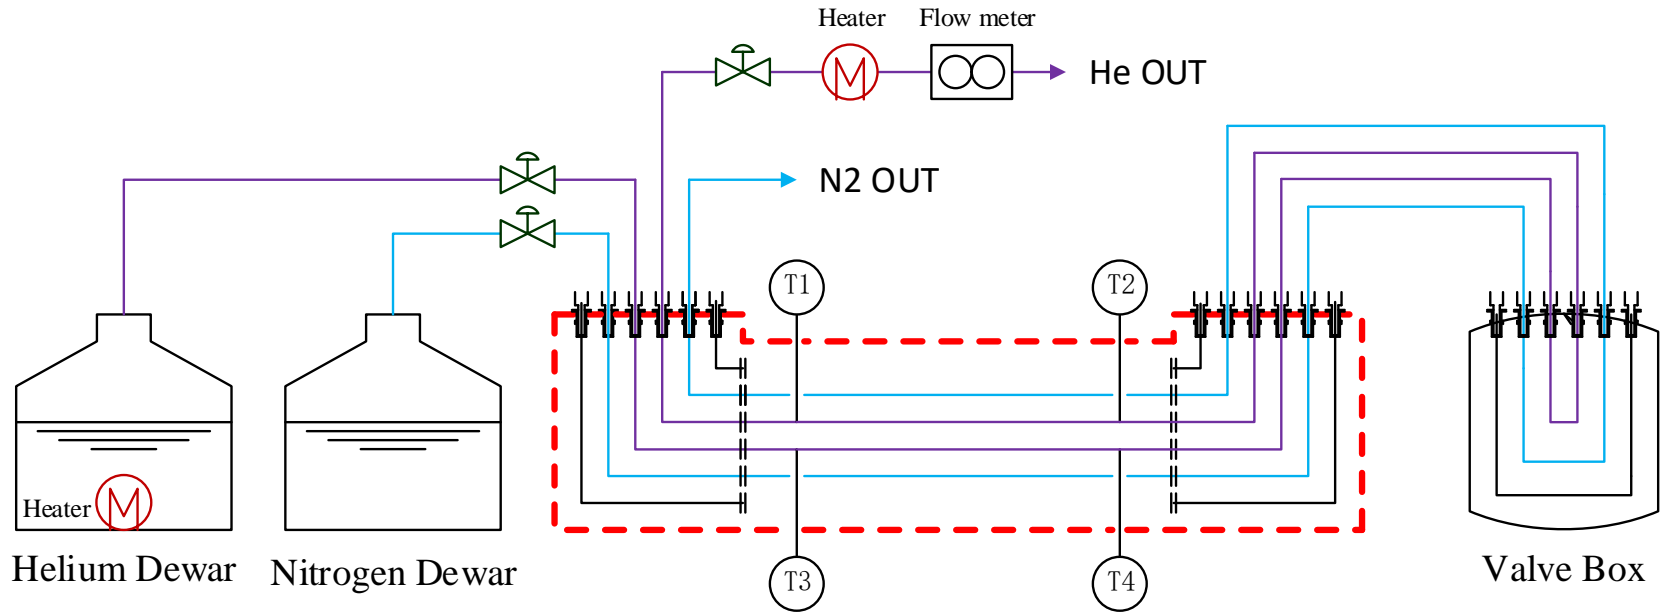 Heater
Flow meter
He OUT
N2 OUT
T1
T2
Heater
T3
T4
Helium Dewar
Nitrogen Dewar
Valve Box